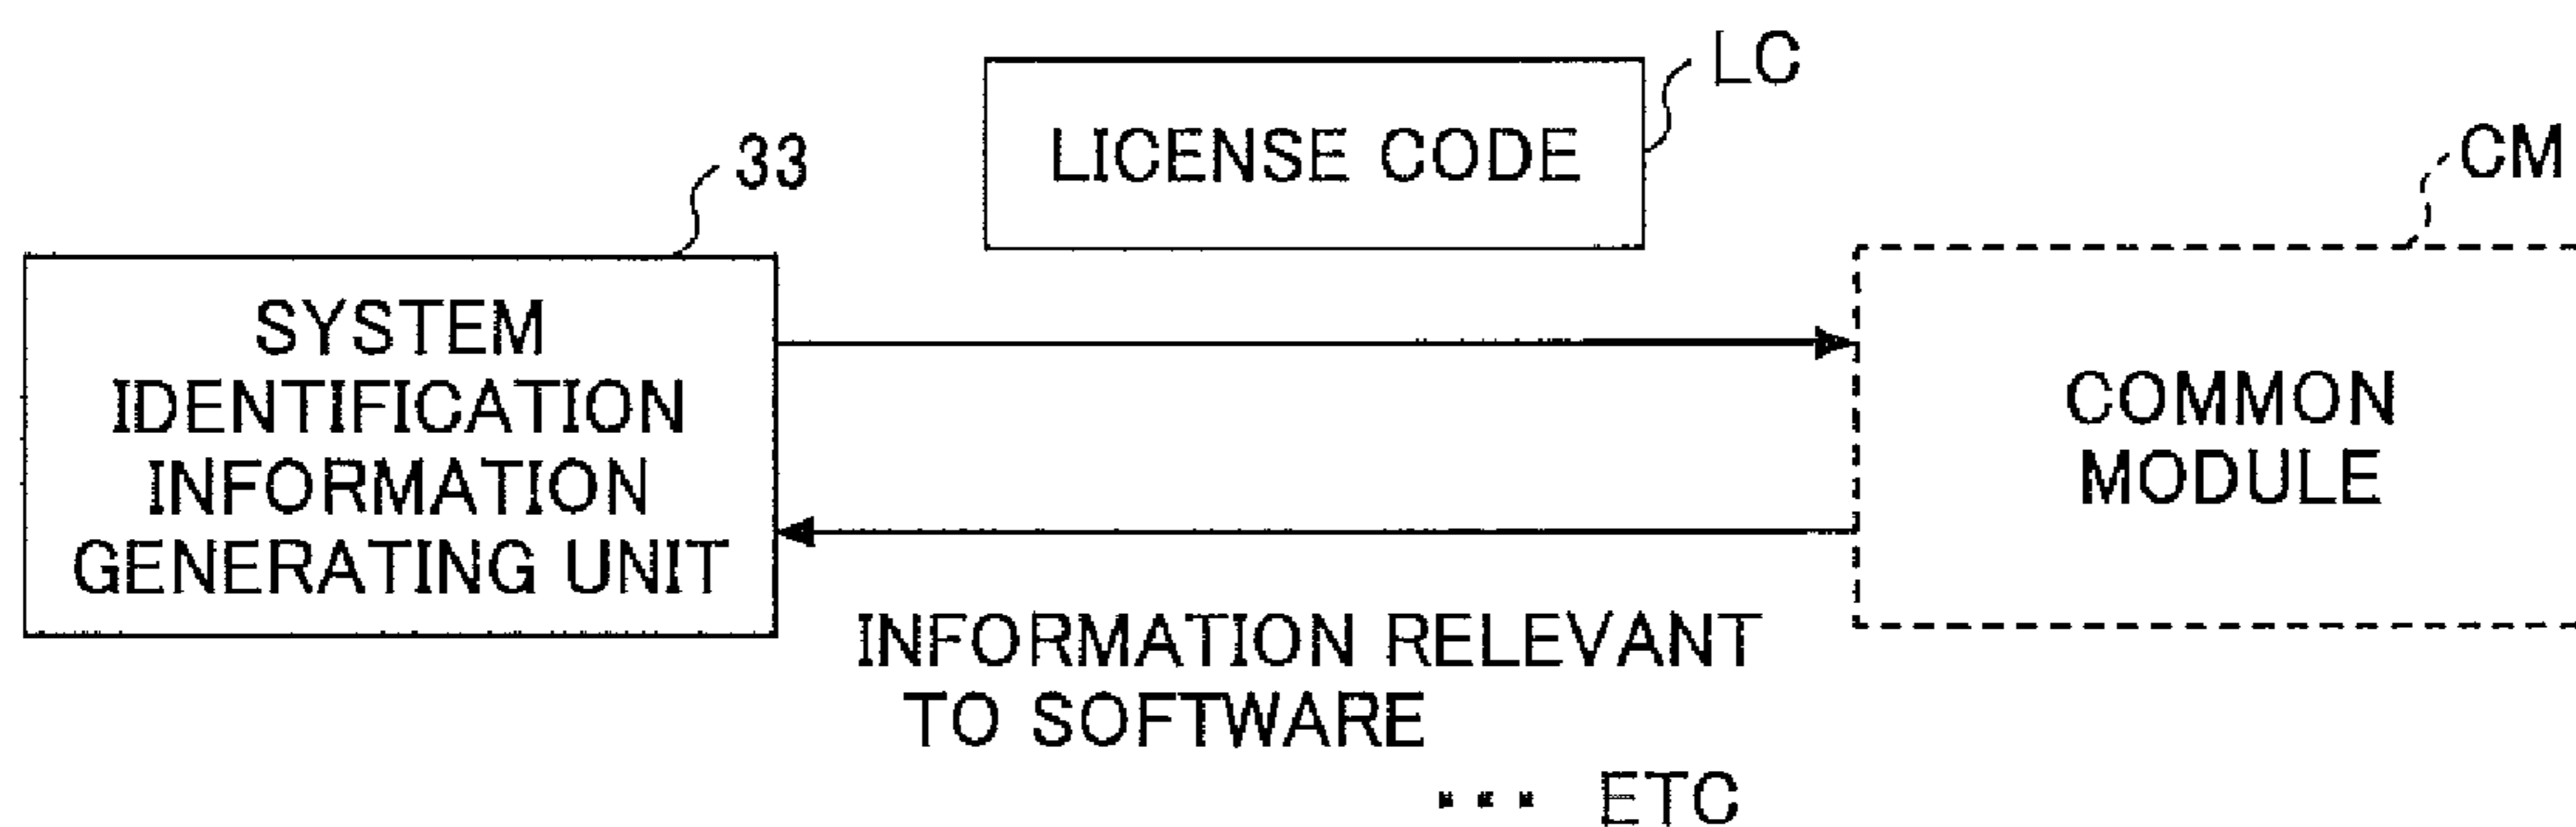 LC
LICENSE CODE
33
CM
SYSTEM
IDENTIFICATION
INFORMATION
GENERATING UNIT
COMMON
MODULE
INFORMATION RELEVANT
TO SOFTWARE
... ETC